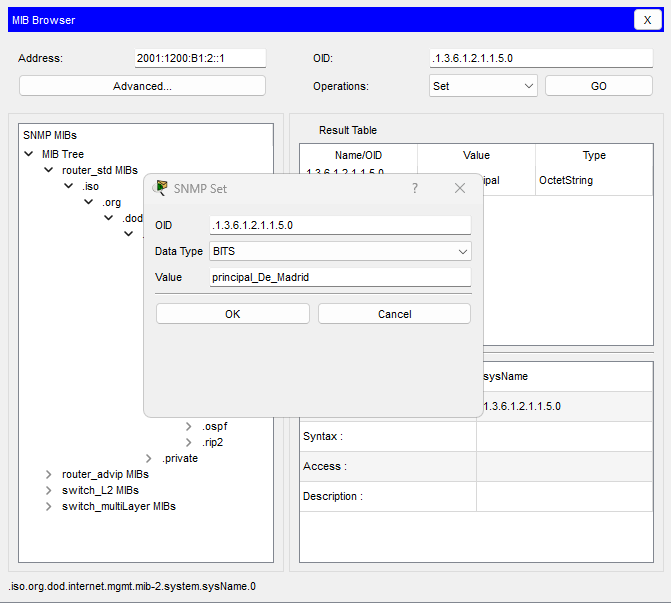 MIB Browser
X
Address: 2001:1200:B1:2::1 OID: .1.3.6.1.2.1.1.5.0
Advanced... Operations: Set GO
SNMP MIBs
MIB Tree
router_std MIBs
.iso
.org
.dod
.ospf
.rip2
.private
router_advip MIBs
switch_L2 MIBs
switch_multiLayer MIBs
Result Table
Name/OID Value Type
1.3.6.1.2.1.1.5.0 ipal OctetString
SNMP Set ?
OID .1.3.6.1.2.1.1.5.0
Data Type BITS
Value principal_De_Madrid
OK Cancel
sysName
.1.3.6.1.2.1.1.5.0
Syntax :
Access :
Description :
.iso.org.dod.internet.mgmt.mib-2.system.sysName.0